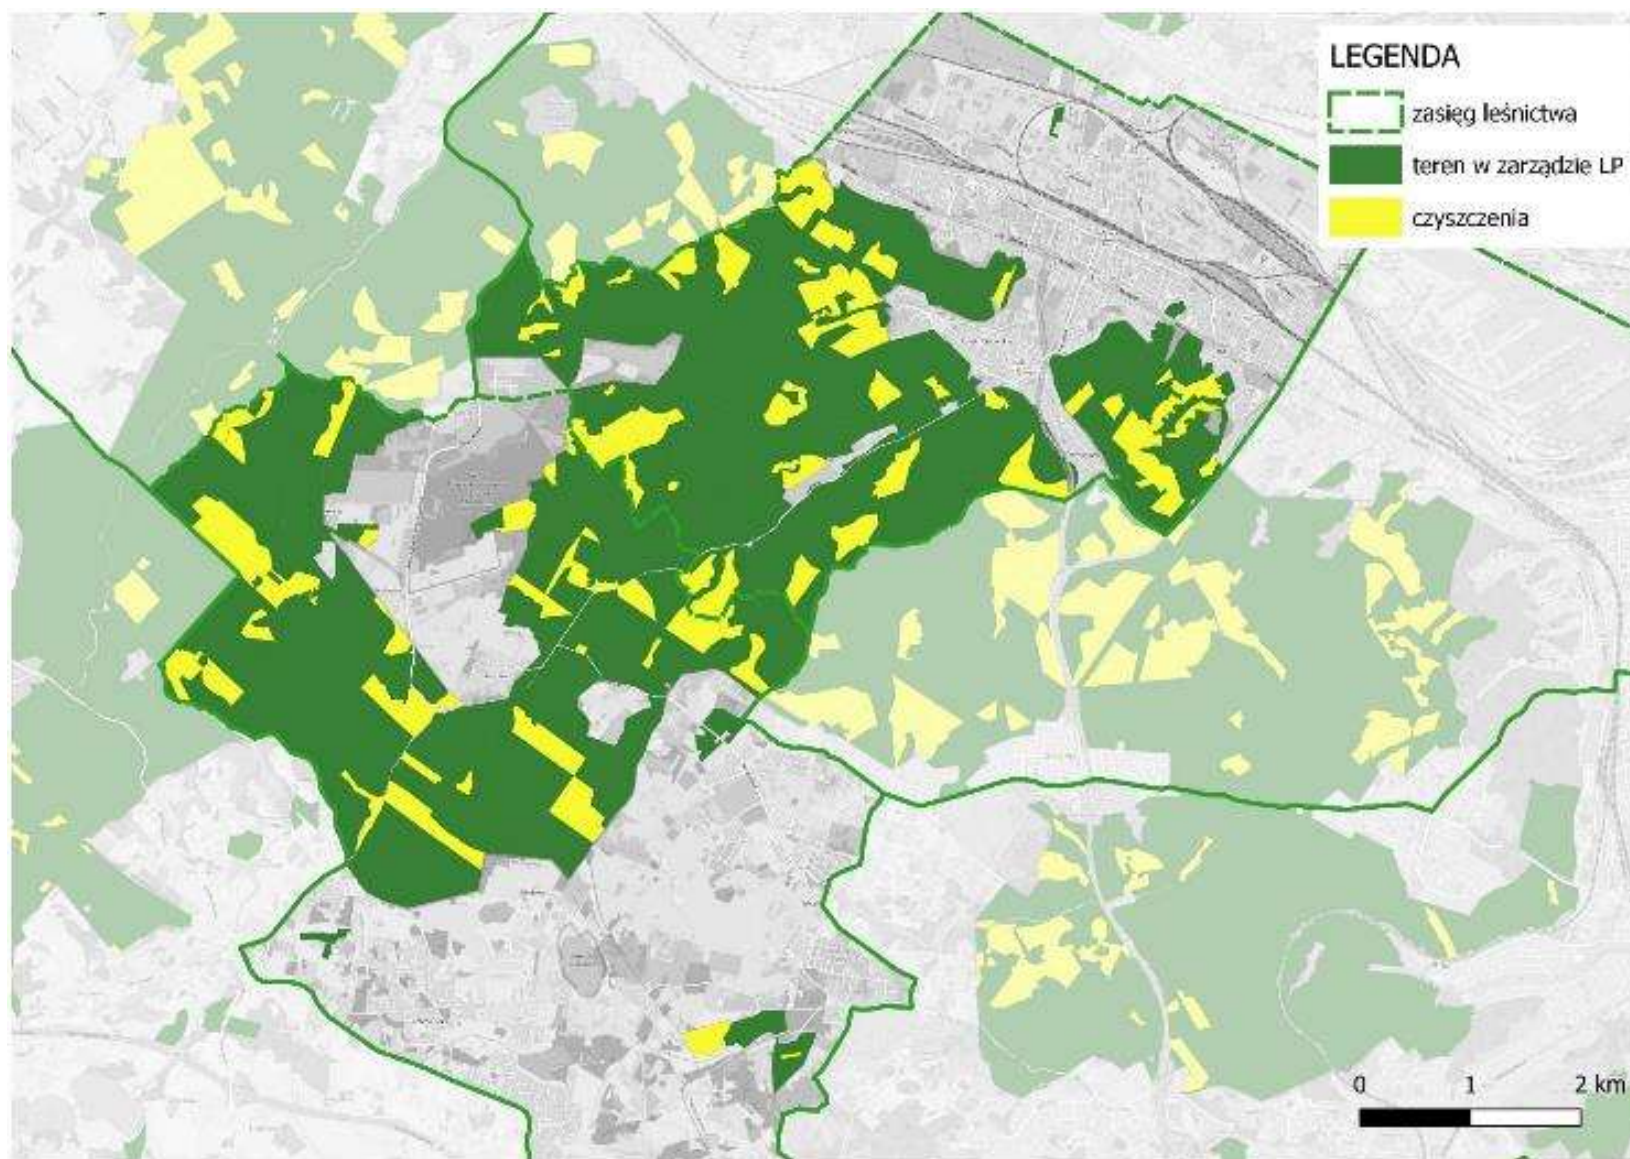 LEGENDA
zasięg leśnictwa
teren w zarządzie LP
czyszczenia
0 1 2 km